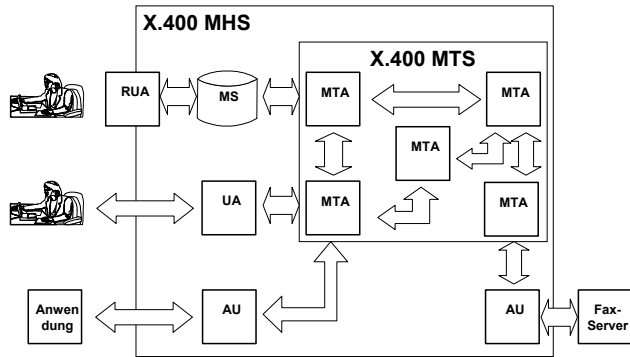 X.400 MHS
X.400 MTS
RUA
MS
MTA
MTA
MTA
UA
MTA
MTA
Anwen
dung
AU
AU
Fax-
Server